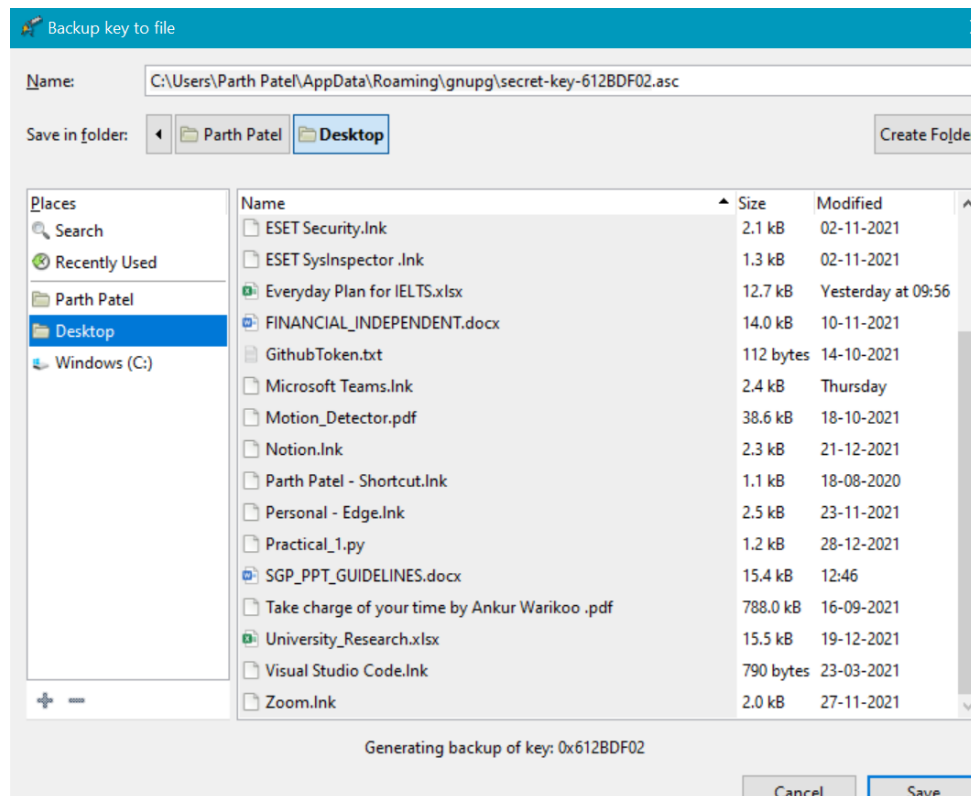 Backup key to file
Name: C:\Users\Parth Patel\AppData\Roaming\gnupg\secret-key-612BDF02.asc
Save in folder: Parth Patel Desktop Create Folde
Places Name Size Modified
Search ESET Security.lnk 2.1 kB 02-11-2021
Recently Used ESET SysInspector .lnk 1.3 kB 02-11-2021
Parth Patel Everyday Plan for IELTS.xlsx 12.7 kB Yesterday at 09:56
Desktop FINANCIAL_INDEPENDENT.docx 14.0 kB 10-11-2021
Windows (C:) GithubToken.txt 112 bytes 14-10-2021
Microsoft Teams.lnk 2.4 kB Thursday
Motion_Detector.pdf 38.6 kB 18-10-2021
Notion.lnk 2.3 kB 21-12-2021
Parth Patel - Shortcut.lnk 1.1 kB 18-08-2020
Personal - Edge.lnk 2.5 kB 23-11-2021
Practical_1.py 1.2 kB 28-12-2021
SGP_PPT_GUIDELINES.docx 15.4 kB 12:46
Take charge of your time by Ankur Warikoo .pdf 788.0 kB 16-09-2021
University_Research.xlsx 15.5 kB 19-12-2021
Visual Studio Code.lnk 790 bytes 23-03-2021
Zoom.lnk 2.0 kB 27-11-2021
Generating backup of key: 0x612BDF02
Cancel Save